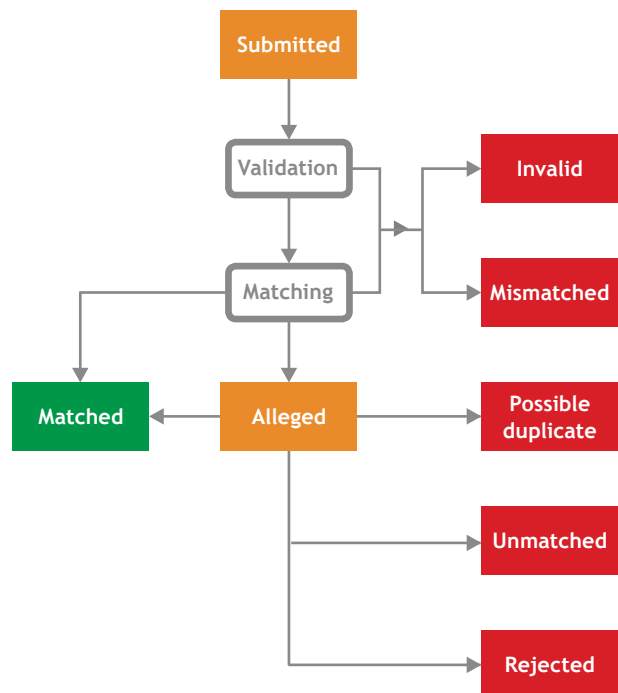 Submitted
Validation
Invalid
Matching
Mismatched
Matched
Alleged
Possible
duplicate
Unmatched
Rejected